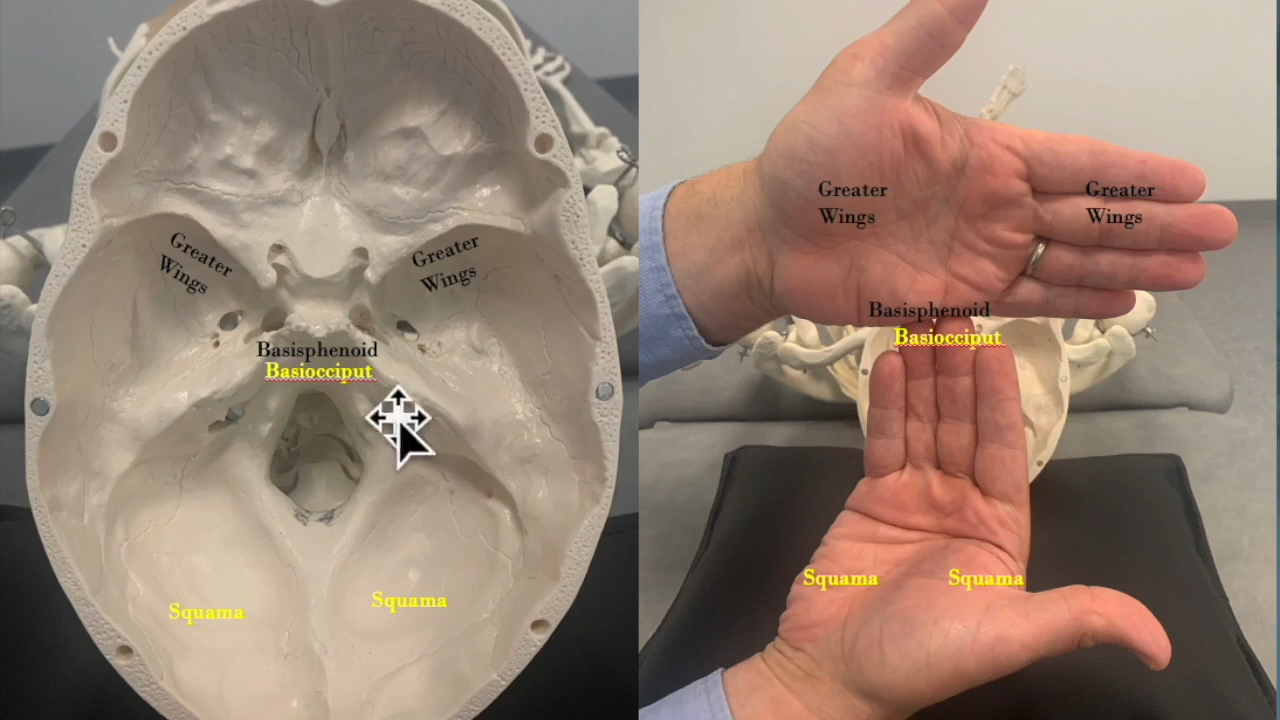 Greater
Wings
Greater
Wings
Basisphenoid
Basiocciput
Squama
Squama
Greater
Wings
Greater
Wings
Basisphenoid
Basiocciput
Squama
Squama